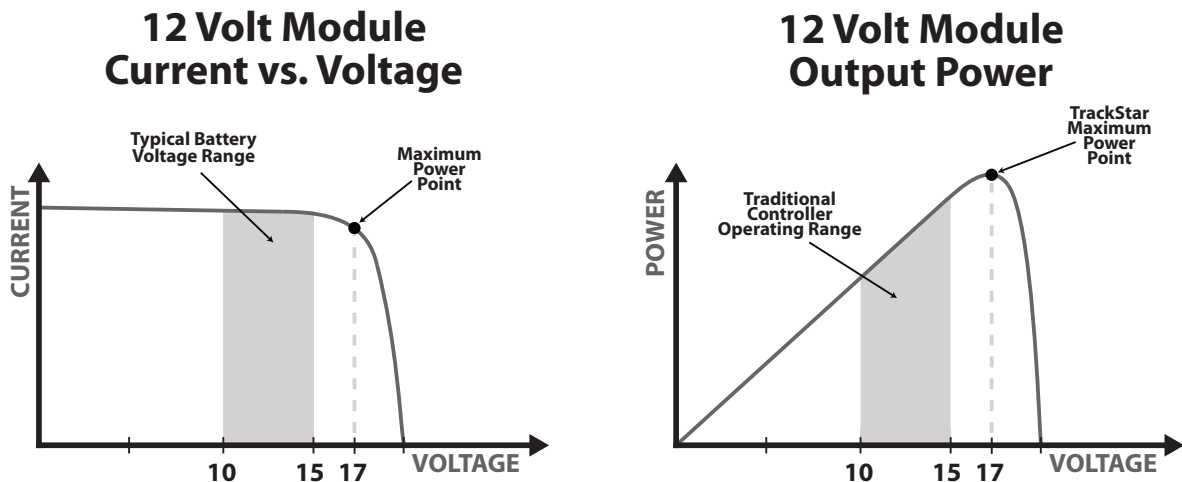 12 Volt Module
Current vs. Voltage
Typical Battery
Voltage Range
Maximum
Power
Point
CURRENT
10
15
17
VOLTAGE
12 Volt Module
Output Power
TrackStar
Maximum
Power
Point
Traditional
Controller
Operating Range
POWER
10
15
17
VOLTAGE